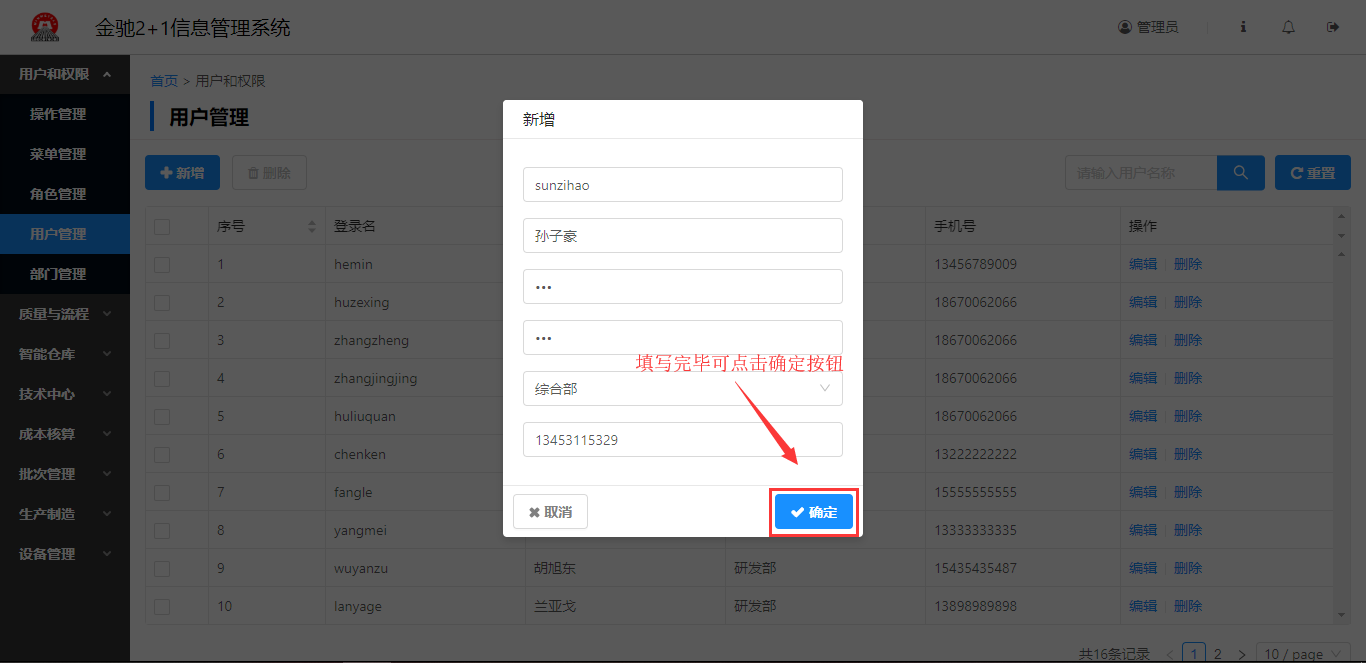 金驰2+1信息管理系统
管理员
用户和权限
操作管理
菜单管理
角色管理
用户管理
部门管理
质量与流程
智能仓库
技术中心
成本核算
批次管理
生产制造
设备管理
首页 > 用户和权限
用户管理
新增 删除
请输入用户名称 重置
序号 登录名 手机号 操作
1 hemin 13456789009 编辑 删除
2 huzexing 18670062066 编辑 删除
3 zhangzheng 18670062066 编辑 删除
4 zhangjingjing 18670062066 编辑 删除
5 huliuquan 18670062066 编辑 删除
6 chenken 13222222222 编辑 删除
7 fangle 15555555555 编辑 删除
8 yangmei 13333333335 编辑 删除
9 wuyanzu 胡旭东 研发部 15435435487 编辑 删除
10 lanyage 兰亚戈 研发部 13898989898 编辑 删除
共16条记录 < 1 2 > 10 / page
新增
sunzihao
孙子豪
•••
•••
填写完毕可点击确定按钮
综合部
13453115329
取消 确定